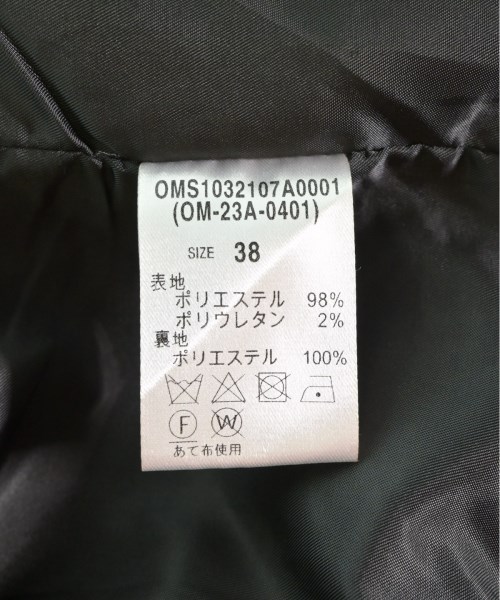 OMS1032107A0001
(OM-23A-0401)
SIZE 38
表地
ポリエステル 98%
ポリウレタン 2%
裏地
ポリエステル 100%
F W
あて布使用